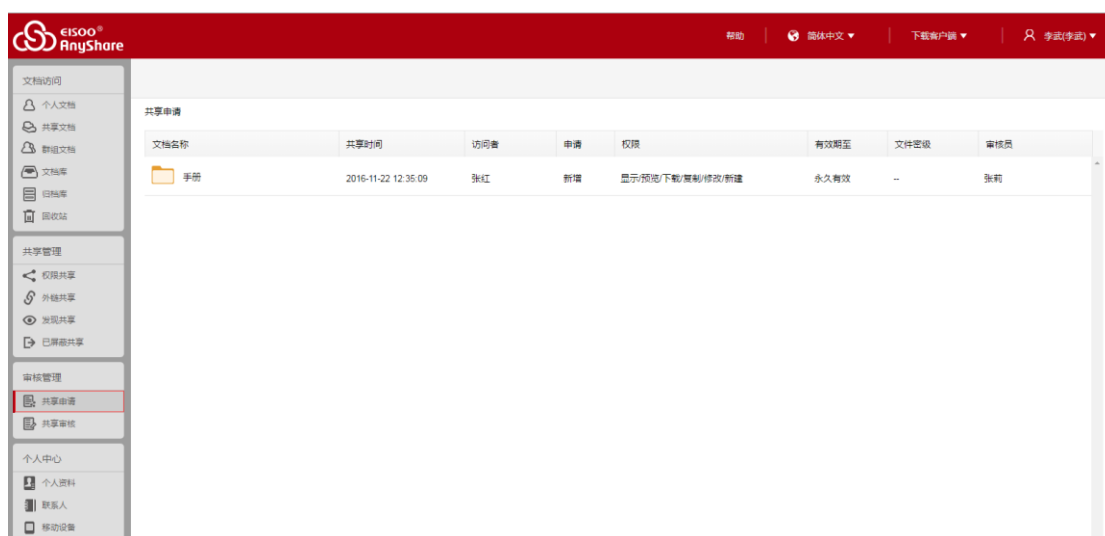 EISOO®
AnyShare
帮助 简体中文 下载客户端 李武(李武)
文档访问
个人文档
共享文档
群组文档
文档库
归档库
回收站
共享管理
权限共享
外链共享
发现共享
已屏蔽共享
审核管理
共享申请
共享审核
个人中心
个人资料
联系人
移动设备
共享申请
文档名称 共享时间 访问者 申请 权限 有效期至 文件密级 审核员
手册 2016-11-22 12:35:09 张红 新增 显示/预览/下载/复制/修改/新建 永久有效 -- 张莉